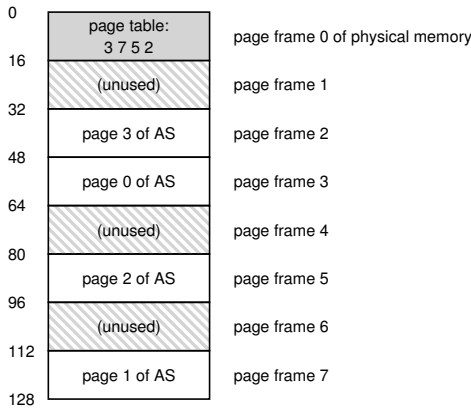 0
page table:
3 7 5 2
page frame 0 of physical memory
16
(unused)
page frame 1
32
page 3 of AS
page frame 2
48
page 0 of AS
page frame 3
64
(unused)
page frame 4
80
page 2 of AS
page frame 5
96
(unused)
page frame 6
112
page 1 of AS
page frame 7
128